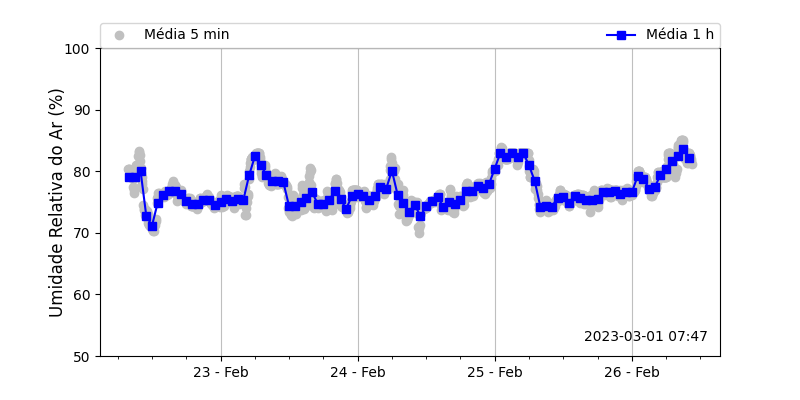 Média 5 min
Média 1 h
Umidade Relativa do Ar (%)
100
90
80
70
60
50
2023-03-01 07:47
23 - Feb
24 - Feb
25 - Feb
26 - Feb